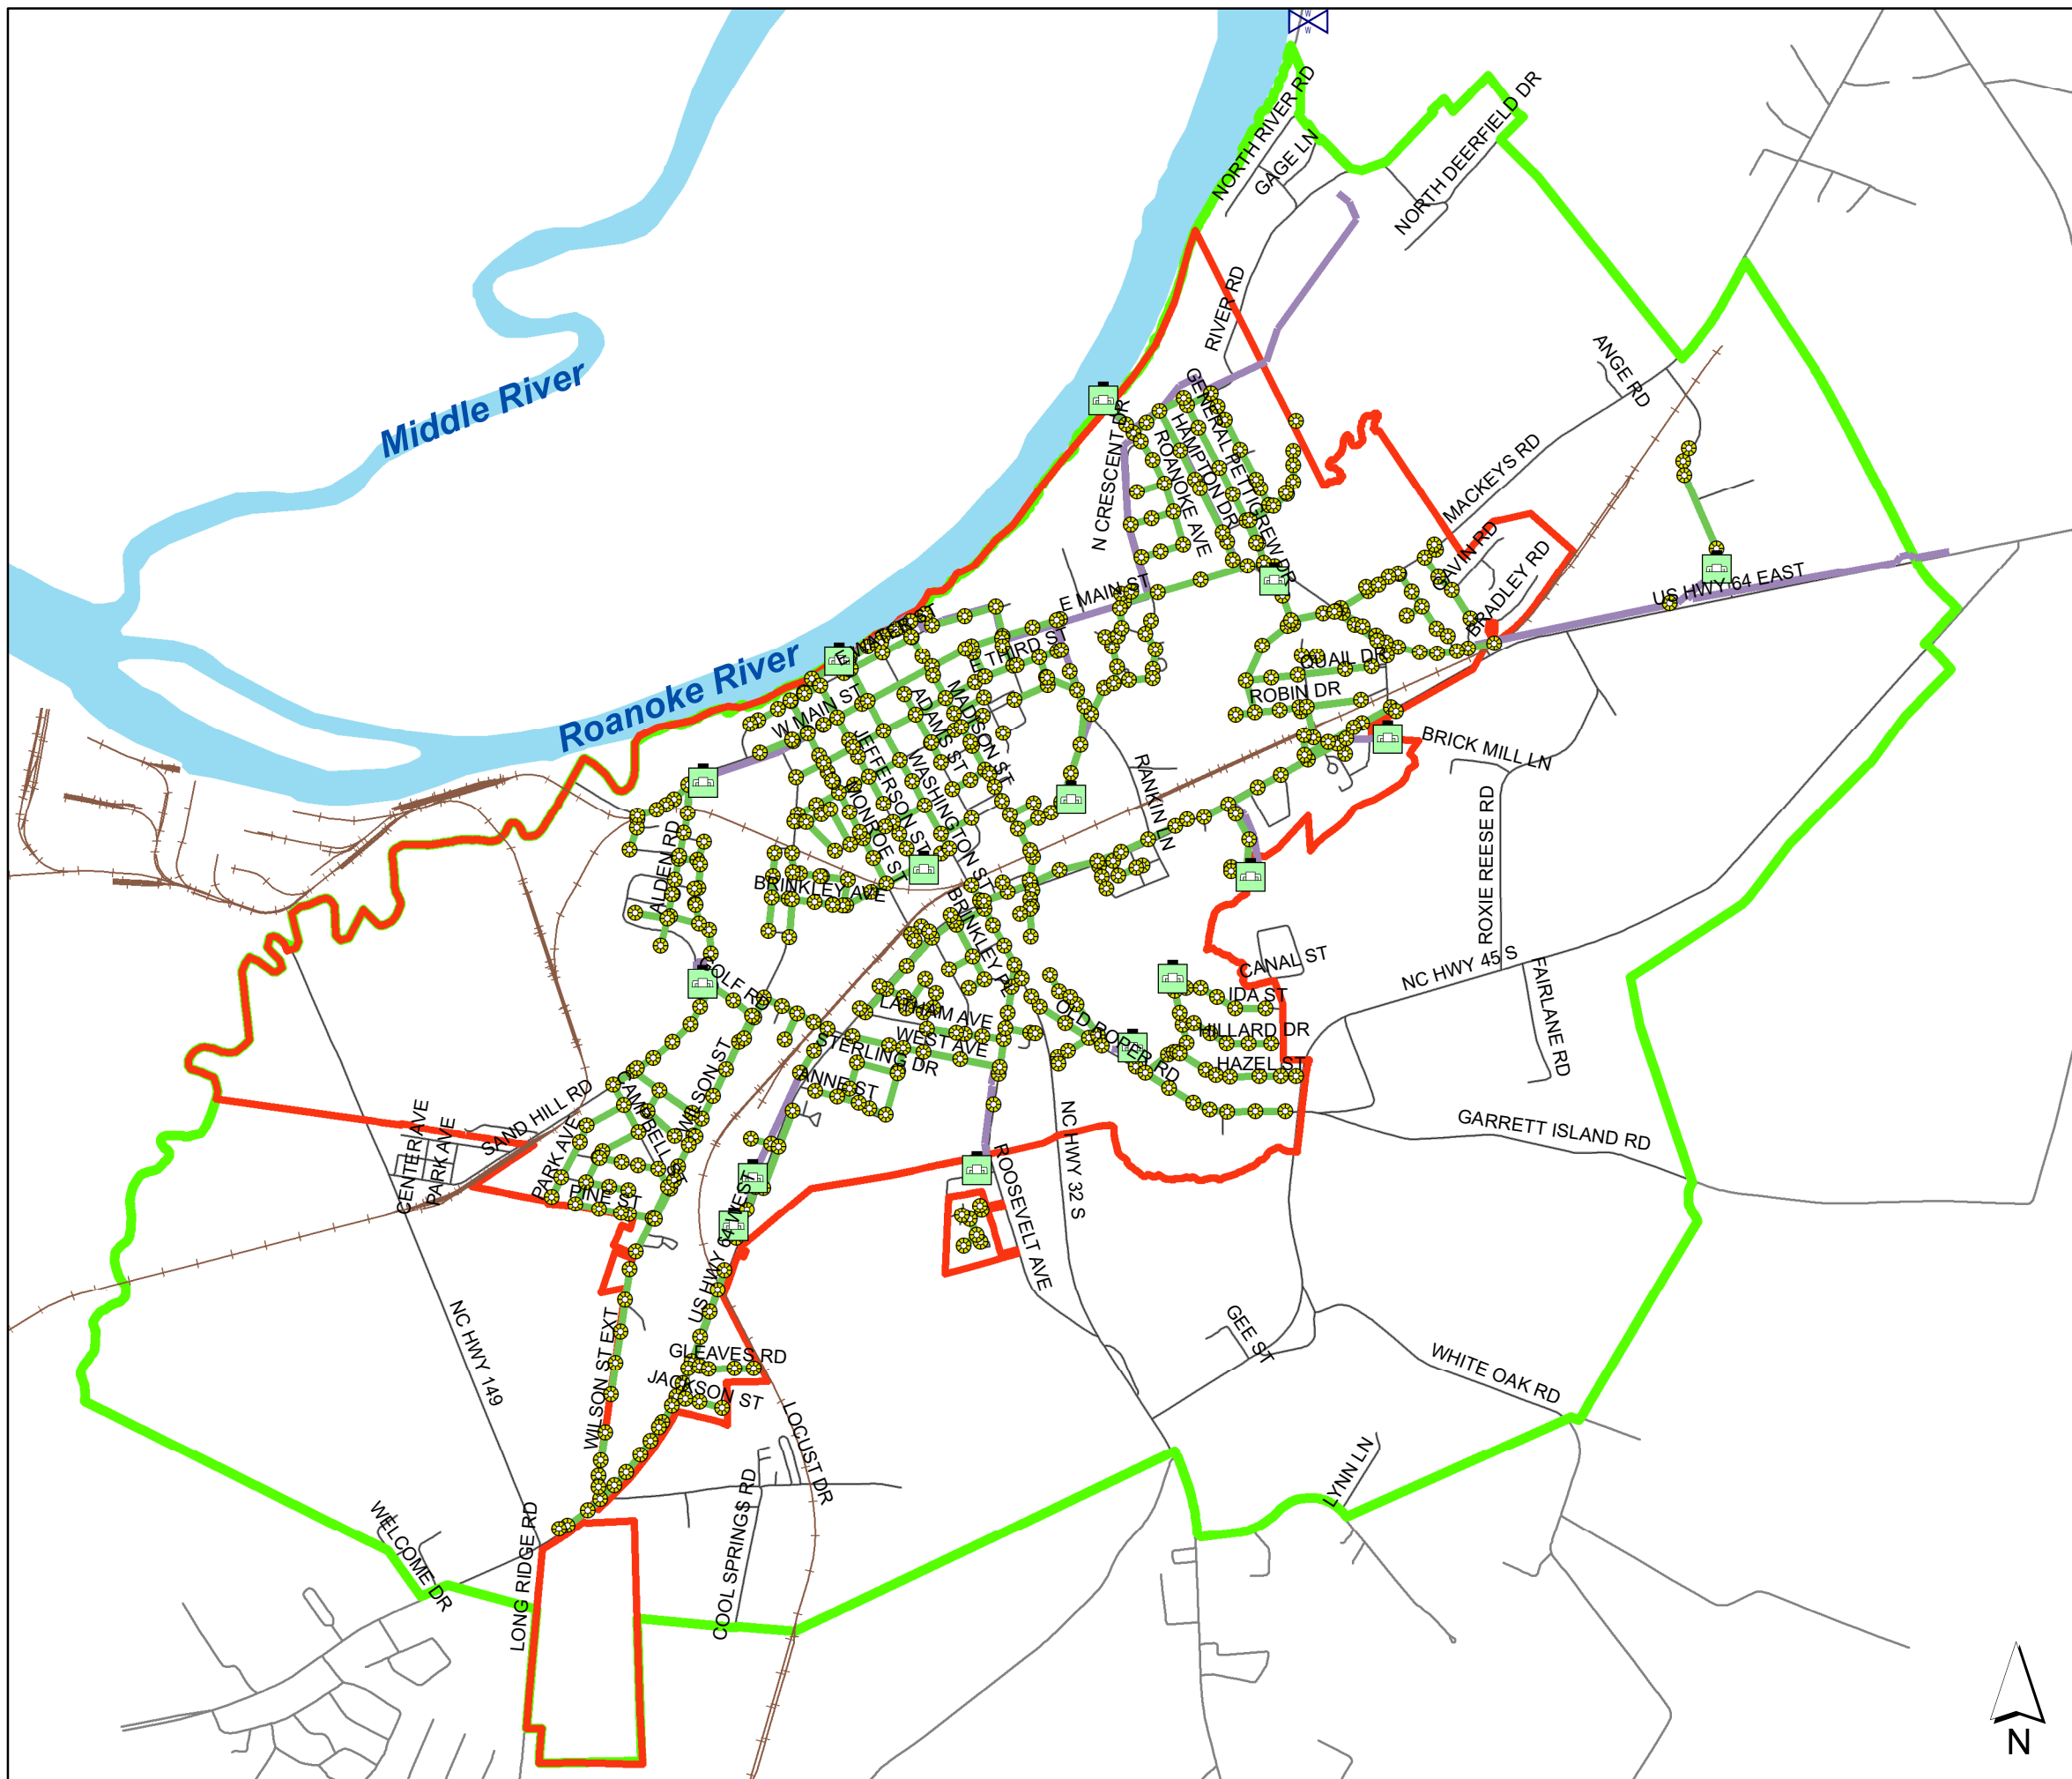 W
W
NORTH RIVER RD
GAGE LN
NORTH DEERFIELD DR
RIVER RD
ANGE RD
Middle River
GENERAL PETTIGREW DR
HAMPTON DR
ROANOKE AVE
N CRESCENT DR
MACKEYS RD
GAVIN RD
BRADLEY RD
US HWY 64 EAST
E MAIN ST
E WATER ST
E THIRD ST
QUAIL DR
ROBIN DR
Roanoke River
W MAIN ST
MADISON ST
ADAMS ST
WASHINGTON ST
JEFFERSON ST
MONROE ST
BRICK MILL LN
RANKIN LN
ROXIE REESE RD
ALDEN RD
BRINKLEY AVE
BRINKLEY PL
CANAL ST
NC HWY 45 S
FAIRLANE RD
GOLF RD
IDA ST
LATHAM AVE
OLD ROPER RD
HILLARD DR
WEST AVE
STERLING DR
HAZEL ST
ANNE ST
WILSON ST
CAMPBELL ST
SAND HILL RD
CENTER AVE
PARK AVE
PARK AVE
PINE ST
NC HWY 32 S
GARRETT ISLAND RD
ROOSEVELT AVE
US HWY 64 WEST
NC HWY 149
WILSON ST EXT
GLEAVES RD
JACKSON ST
GEE ST
WHITE OAK RD
LOCUST DR
LYNN LN
COOL SPRINGS RD
LONG RIDGE RD
WELCOME DR
N